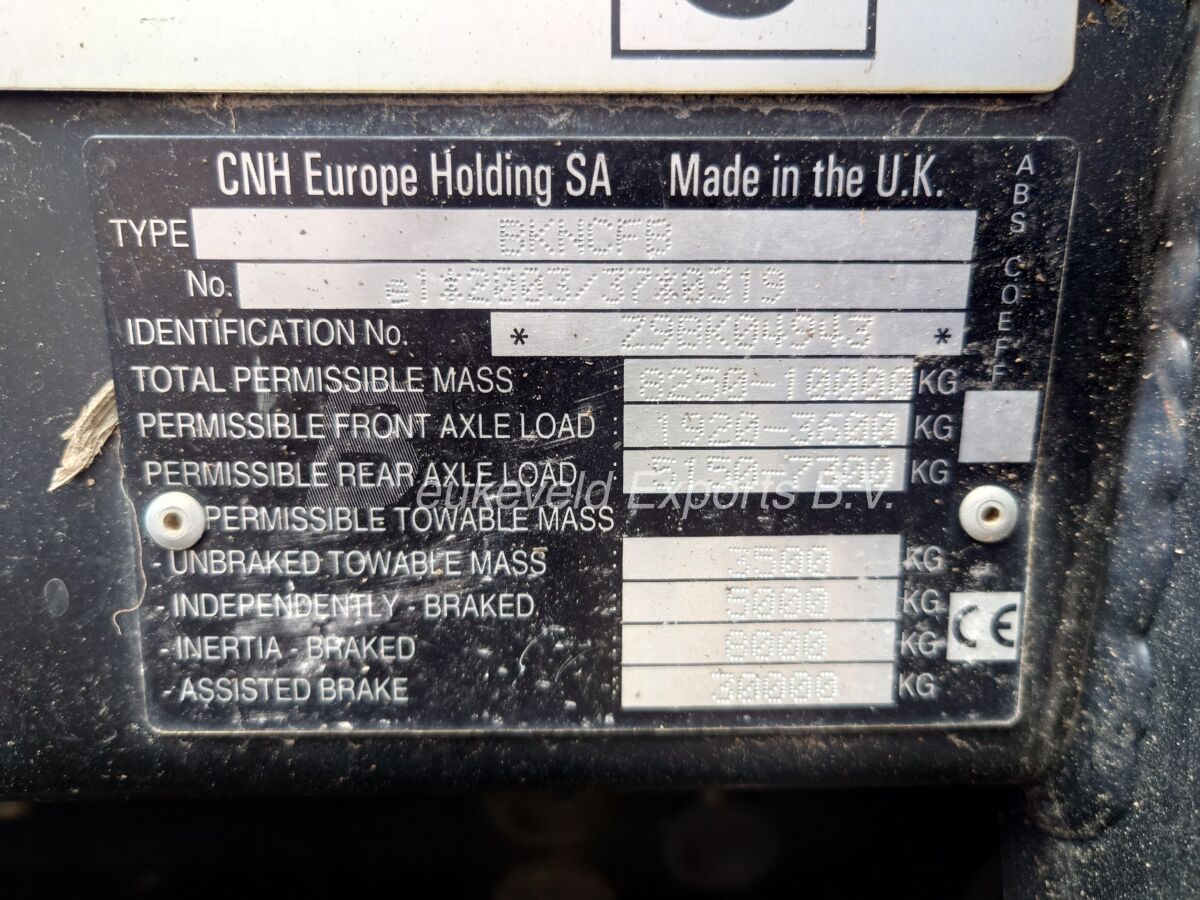 CNH Europe Holding SA Made in the U.K.
TYPE BKNCFB
No. e1*2003/37*0319
IDENTIFICATION No. * Z9BK04943 *
TOTAL PERMISSIBLE MASS 8250-10000 KG
PERMISSIBLE FRONT AXLE LOAD 1920-3600 KG
PERMISSIBLE REAR AXLE LOAD 5150-7300 KG
Beukeveld Exports B.V.
PERMISSIBLE TOWABLE MASS
- UNBRAKED TOWABLE MASS 3500 KG
- INDEPENDENTLY - BRAKED 5000 KG
- INERTIA - BRAKED 8000 KG
- ASSISTED BRAKE 30000 KG
ABS COEFF
CE